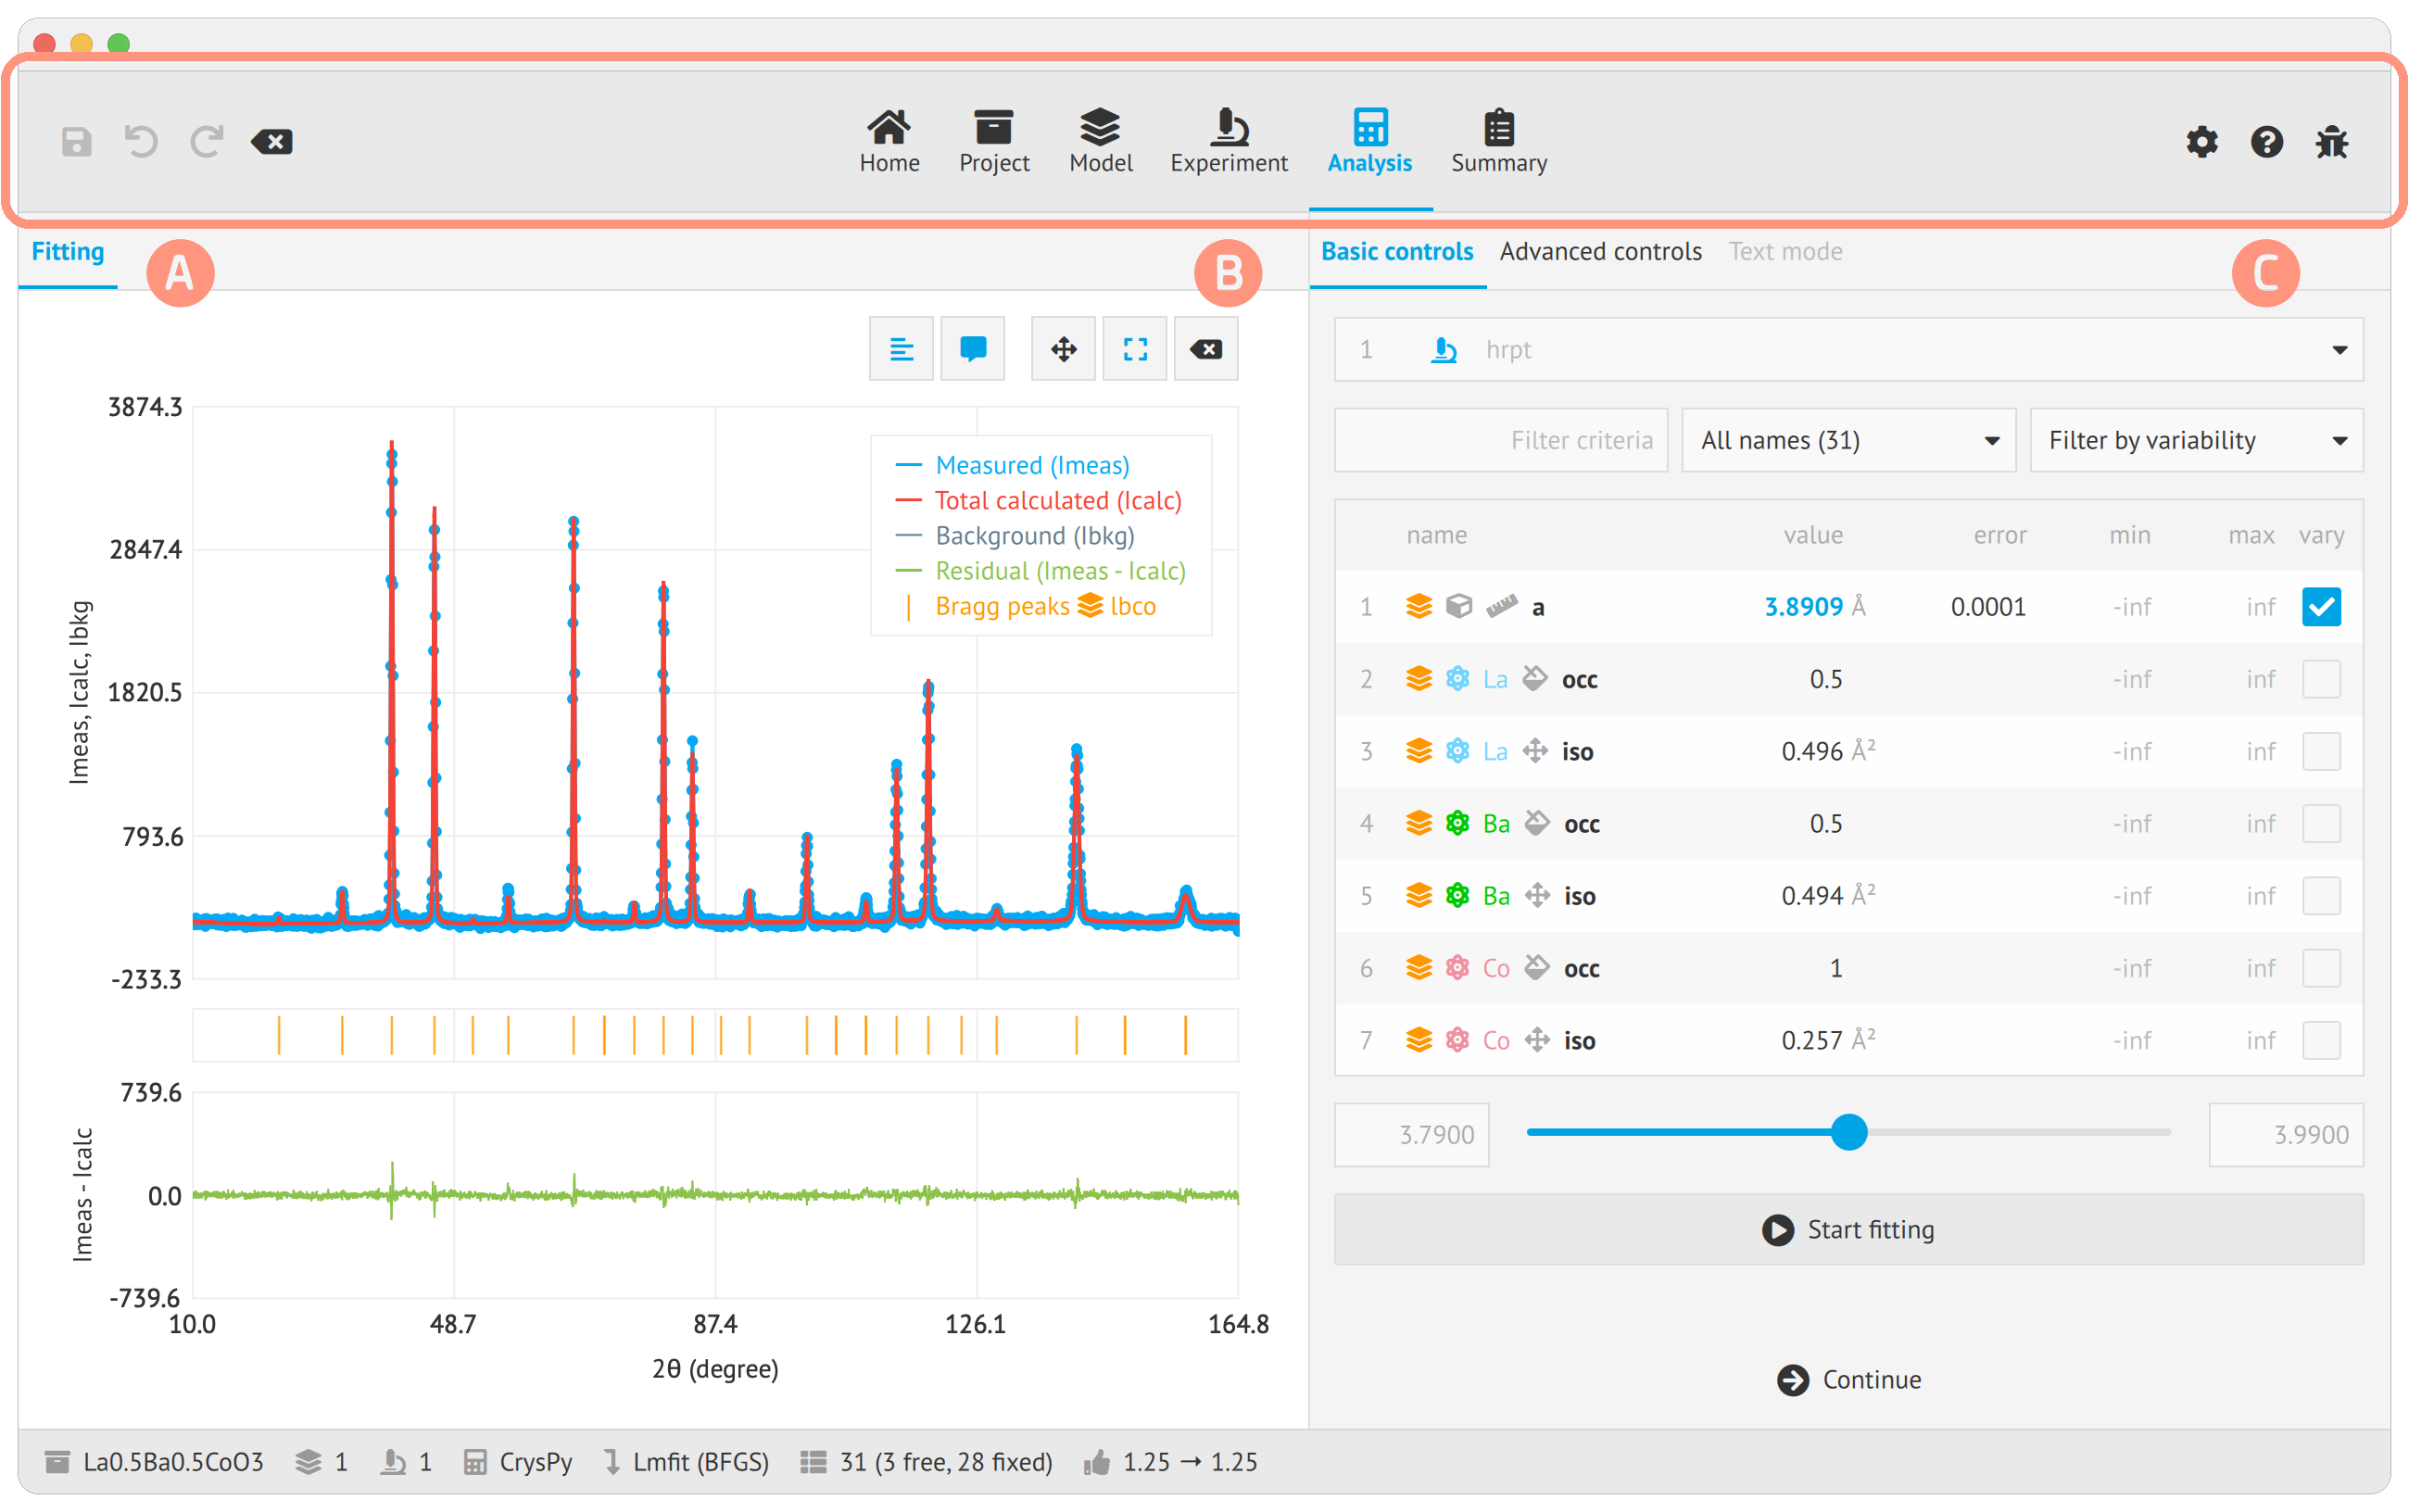 Home Project Model Experiment Analysis Summary
Fitting A B Basic controls Advanced controls Text mode C
1 hrpt
Filter criteria All names (31) Filter by variability
name value error min max vary
1 a 3.8909 Å 0.0001 -inf inf
2 La occ 0.5 -inf inf
3 La iso 0.496 Å² -inf inf
4 Ba occ 0.5 -inf inf
5 Ba iso 0.494 Å² -inf inf
6 Co occ 1 -inf inf
7 Co iso 0.257 Å² -inf inf
3.7900 3.9900
Start fitting
Continue
Measured (Imeas)
Total calculated (Icalc)
Background (Ibkg)
Residual (Imeas - Icalc)
Bragg peaks lbco
Imeas, Icalc, Ibkg
3874.3
2847.4
1820.5
793.6
-233.3
Imeas - Icalc
739.6
0.0
-739.6
10.0 48.7 87.4 126.1 164.8
2θ (degree)
La0.5Ba0.5CoO3 1 1 CrysPy Lmfit (BFGS) 31 (3 free, 28 fixed) 1.25 → 1.25